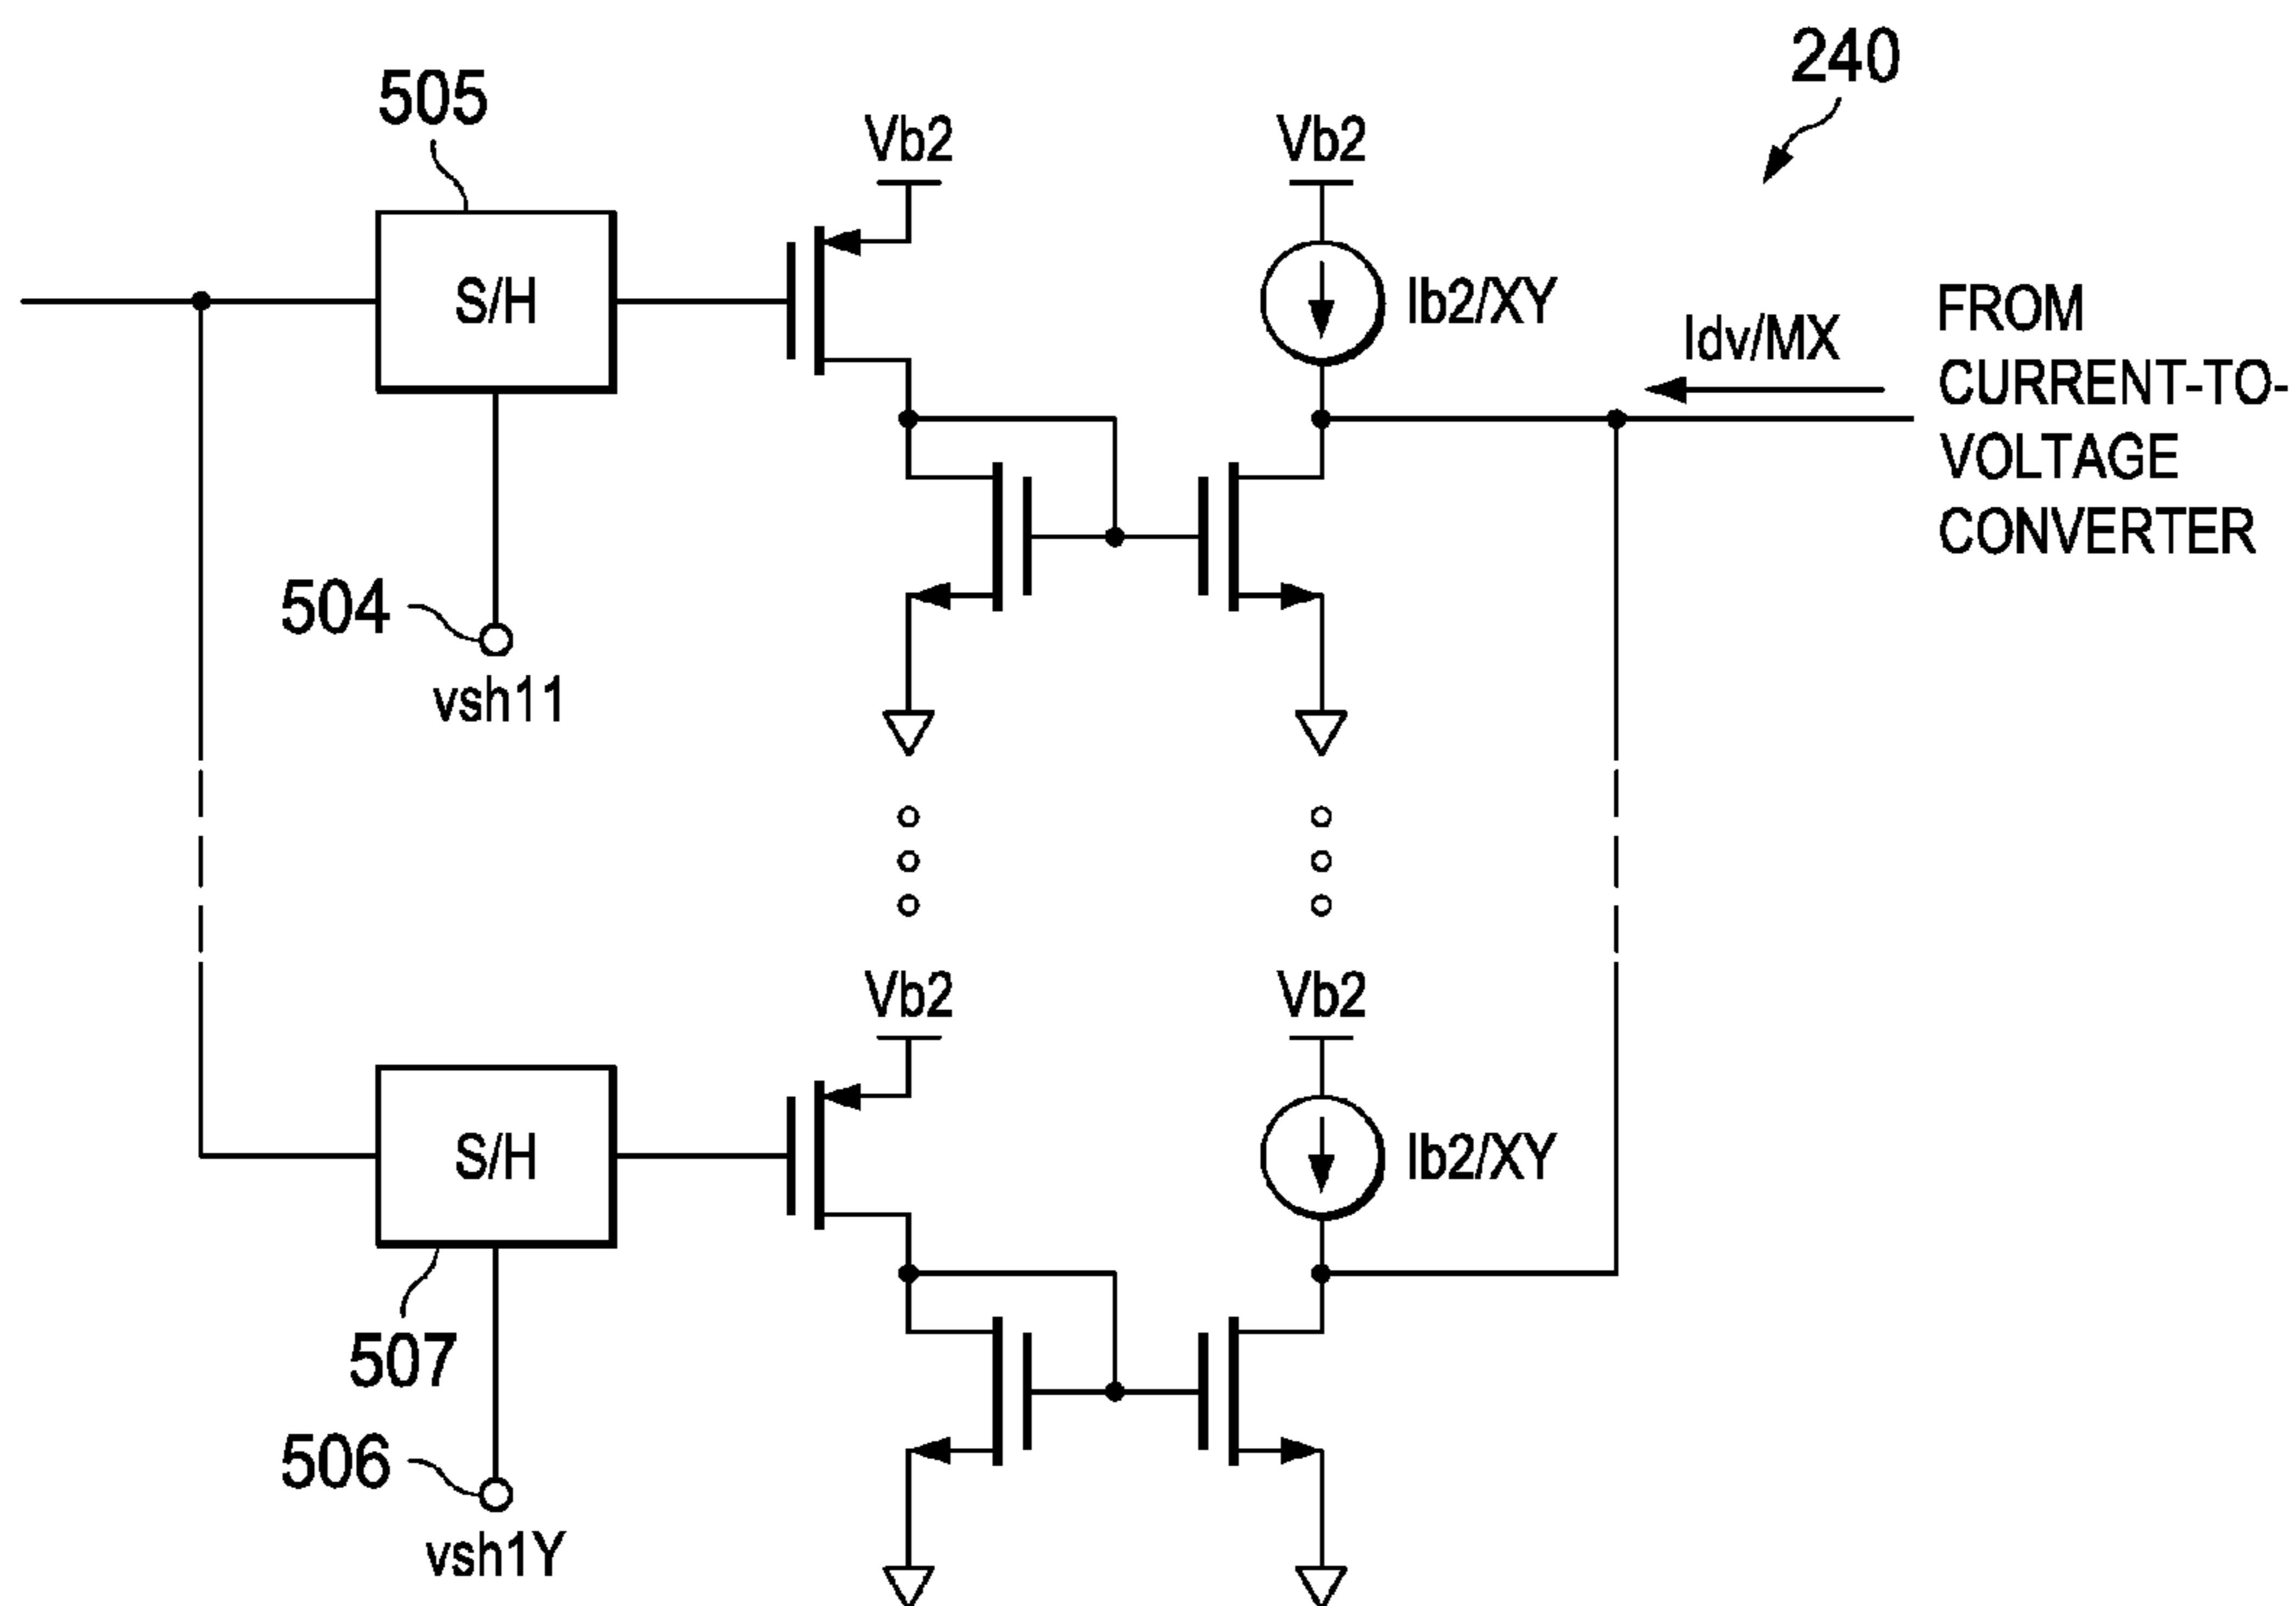 240
505
Vb2
Vb2
S/H
Ib2/XY
Idv/MX
FROM
CURRENT-TO-
VOLTAGE
CONVERTER
504
vsh11
Vb2
Vb2
S/H
Ib2/XY
507
506
vsh1Y